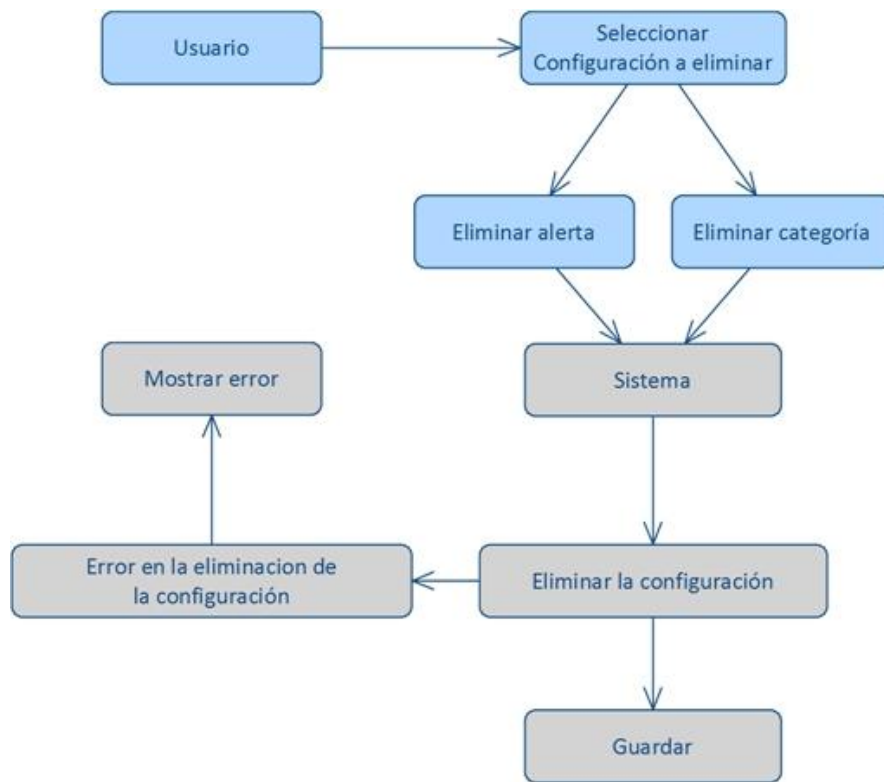 Usuario
Seleccionar
Configuración a eliminar
Eliminar alerta
Eliminar categoría
Mostrar error
Sistema
Error en la eliminacion de
la configuración
Eliminar la configuración
Guardar